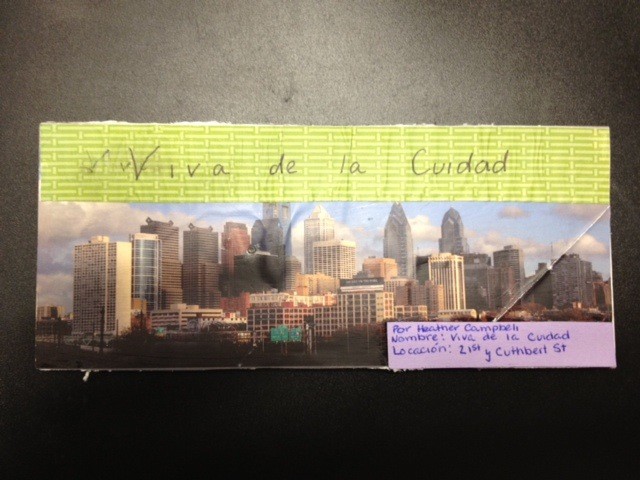 Viva de la Cuidad
Por Heather Campbell
Nombre: Viva de la Cuidad
Locación: 21st y Cuthbert St